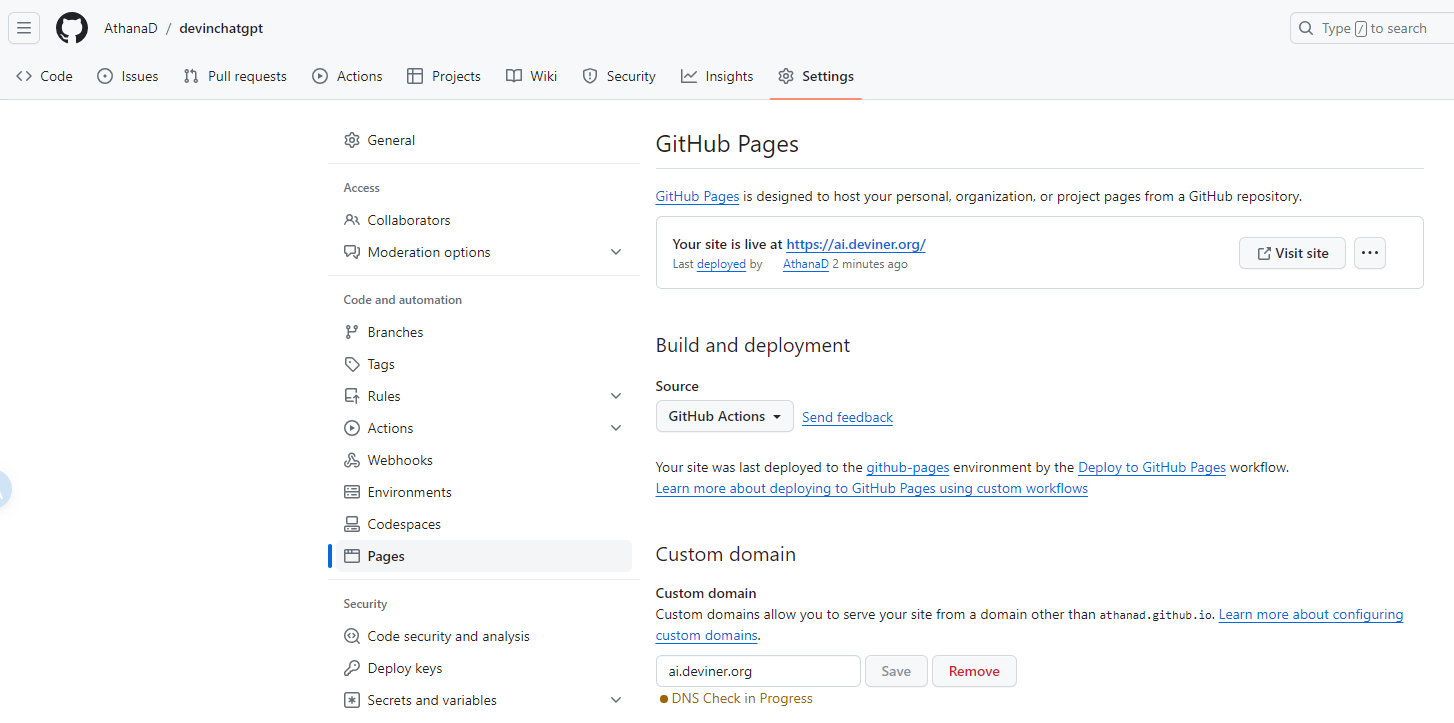 AthanaD / devinchatgpt
Type / to search
Code Issues Pull requests Actions Projects Wiki Security Insights Settings
General
Access
Collaborators
Moderation options
Code and automation
Branches
Tags
Rules
Actions
Webhooks
Environments
Codespaces
Pages
Security
Code security and analysis
Deploy keys
Secrets and variables
GitHub Pages
GitHub Pages is designed to host your personal, organization, or project pages from a GitHub repository.
Your site is live at https://ai.deviner.org/
Last deployed by AthanaD 2 minutes ago
Visit site
Build and deployment
Source
GitHub Actions
Send feedback
Your site was last deployed to the github-pages environment by the Deploy to GitHub Pages workflow.
Learn more about deploying to GitHub Pages using custom workflows
Custom domain
Custom domain
Custom domains allow you to serve your site from a domain other than athanad.github.io. Learn more about configuring
custom domains.
ai.deviner.org
Save
Remove
DNS Check in Progress